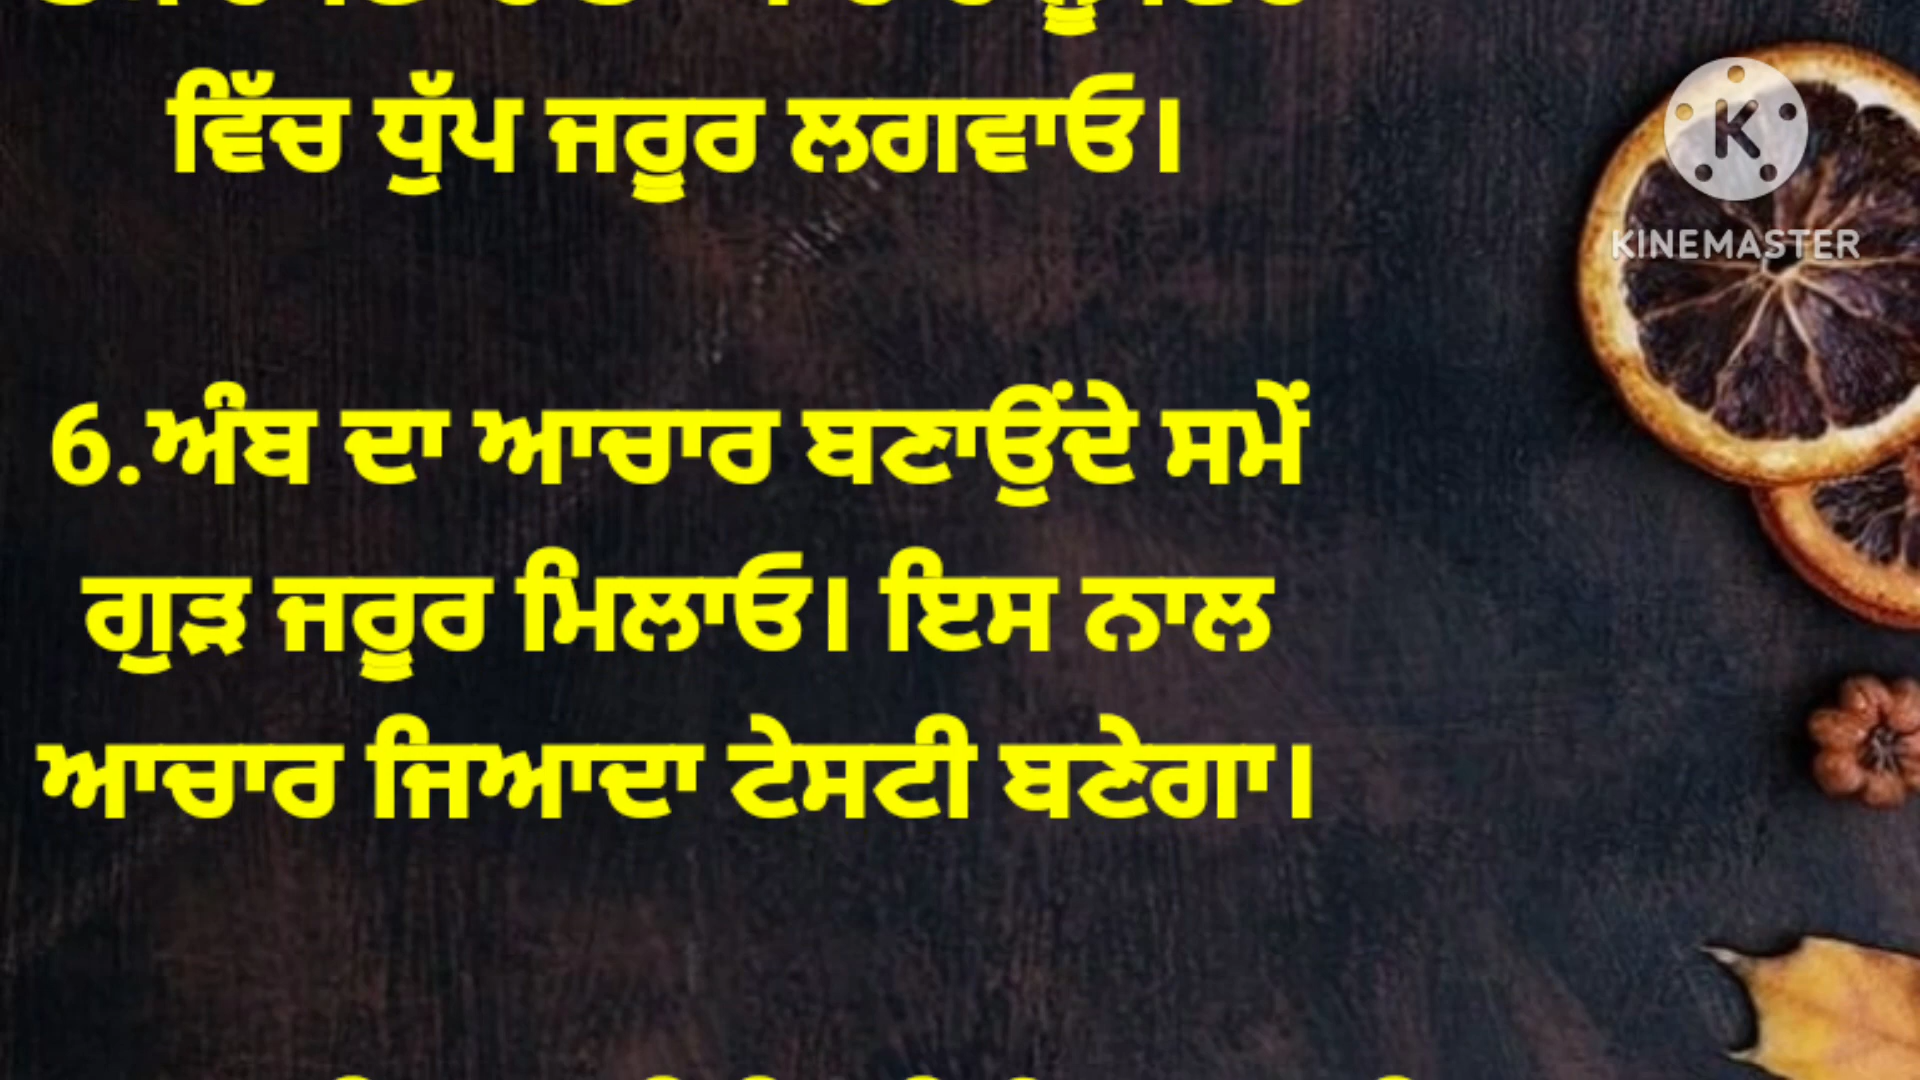 ਵਿੱਚ ਧੁੱਪ ਜਰੂਰ ਲਗਵਾਓ।
KINEMASTER
6.ਅੰਬ ਦਾ ਆਚਾਰ ਬਣਾਉਂਦੇ ਸਮੇਂ
ਗੁੜ ਜਰੂਰ ਮਿਲਾਓ। ਇਸ ਨਾਲ
ਆਚਾਰ ਜਿਆਦਾ ਟੇਸਟੀ ਬਣੇਗਾ।